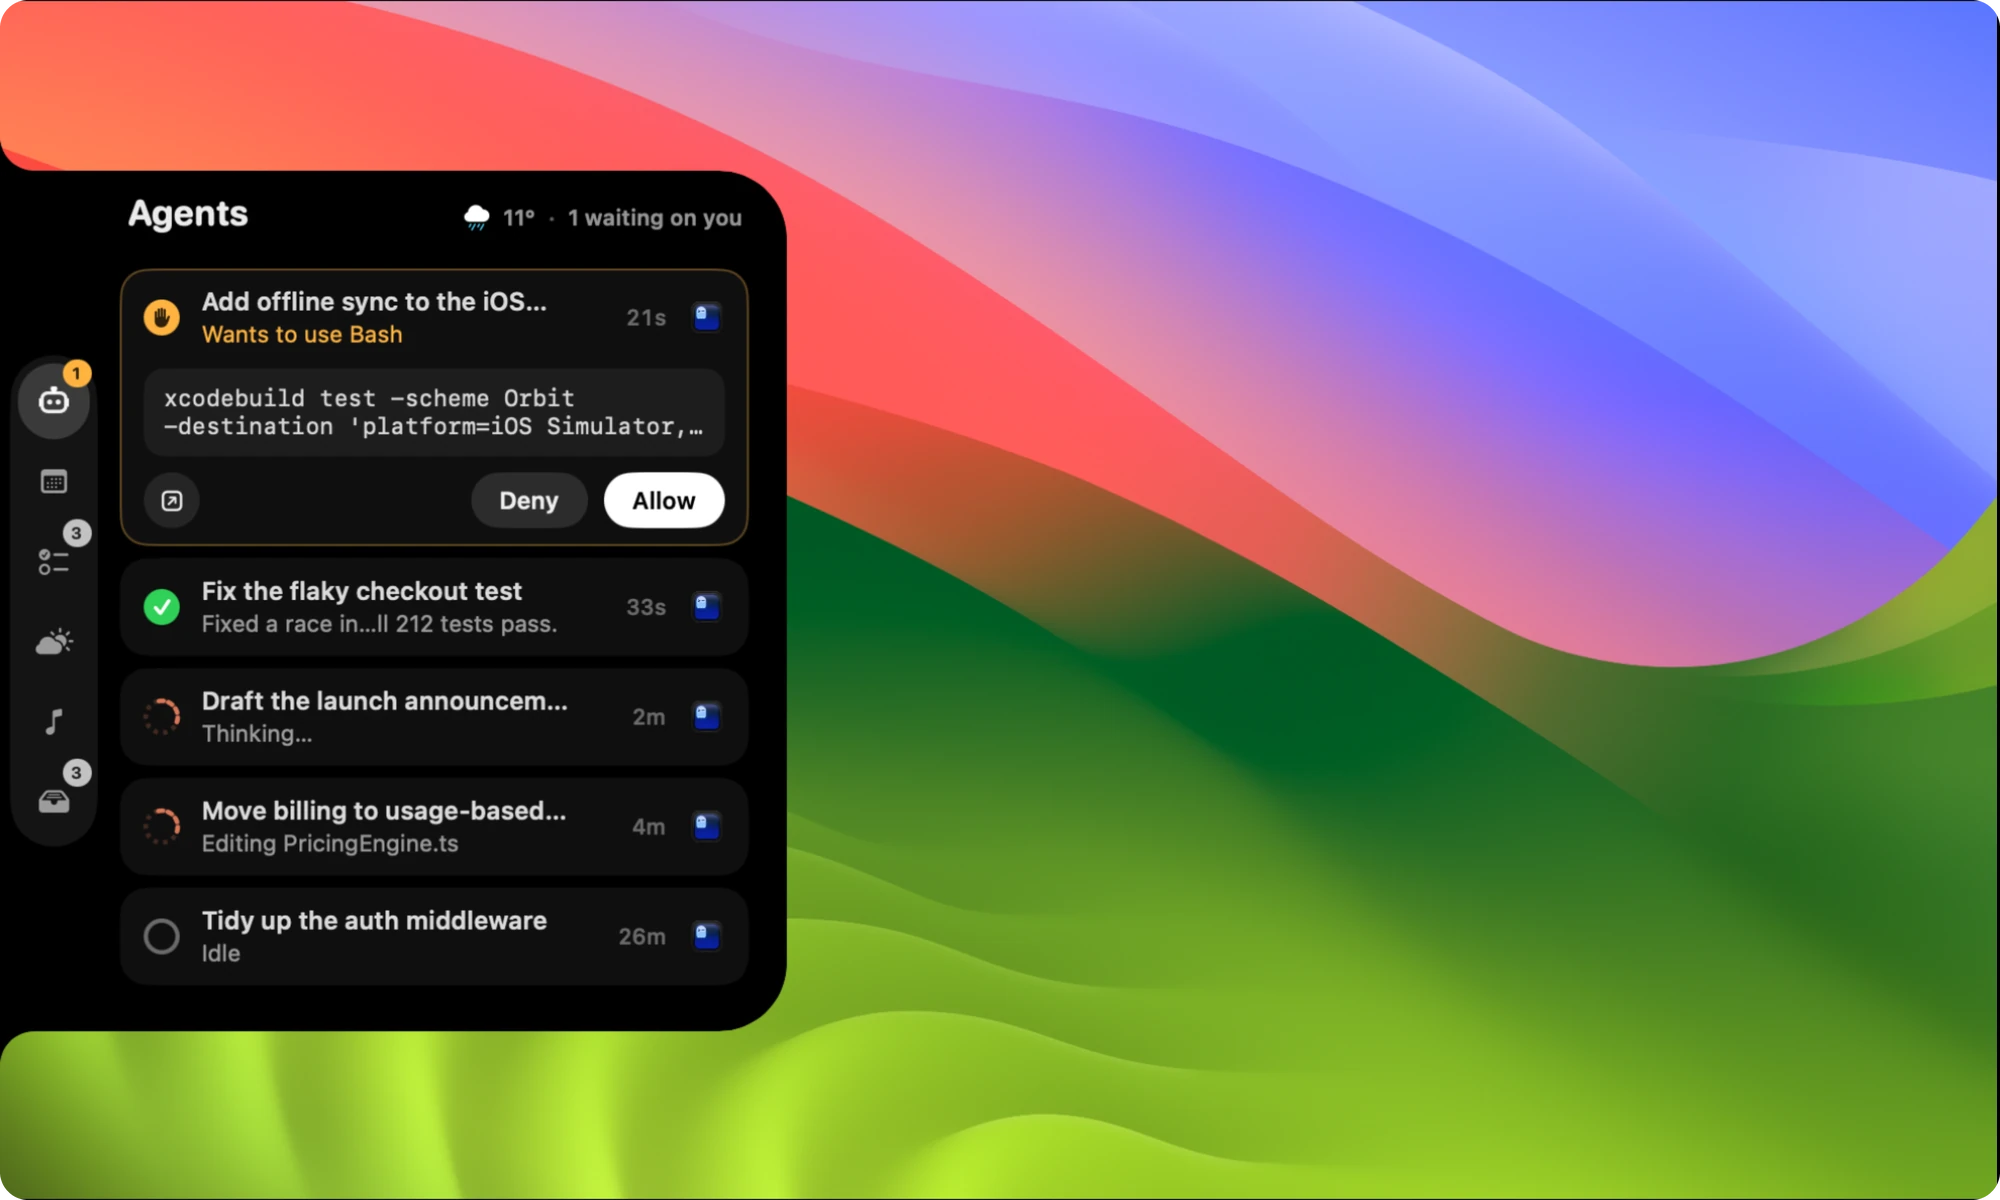 Agents
11° · 1 waiting on you
Add offline sync to the iOS...
Wants to use Bash
21s
xcodebuild test -scheme Orbit
-destination 'platform=iOS Simulator,...
Deny
Allow
Fix the flaky checkout test
Fixed a race in...ll 212 tests pass.
33s
Draft the launch announcem...
Thinking...
2m
Move billing to usage-based...
Editing PricingEngine.ts
4m
Tidy up the auth middleware
Idle
26m
1
3
3